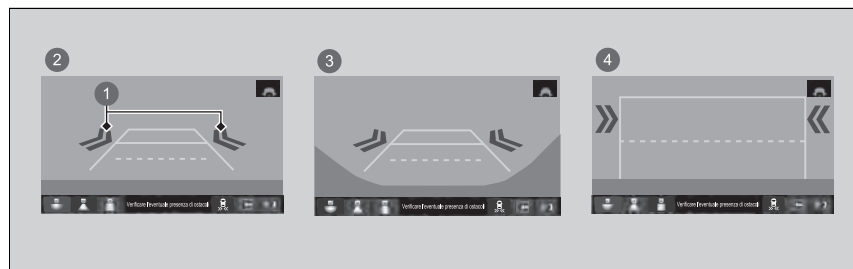 2
1
Verificare l'eventuale presenza di ostacoli
3
Verificare l'eventuale presenza di ostacoli
4
Verificare l'eventuale presenza di ostacoli